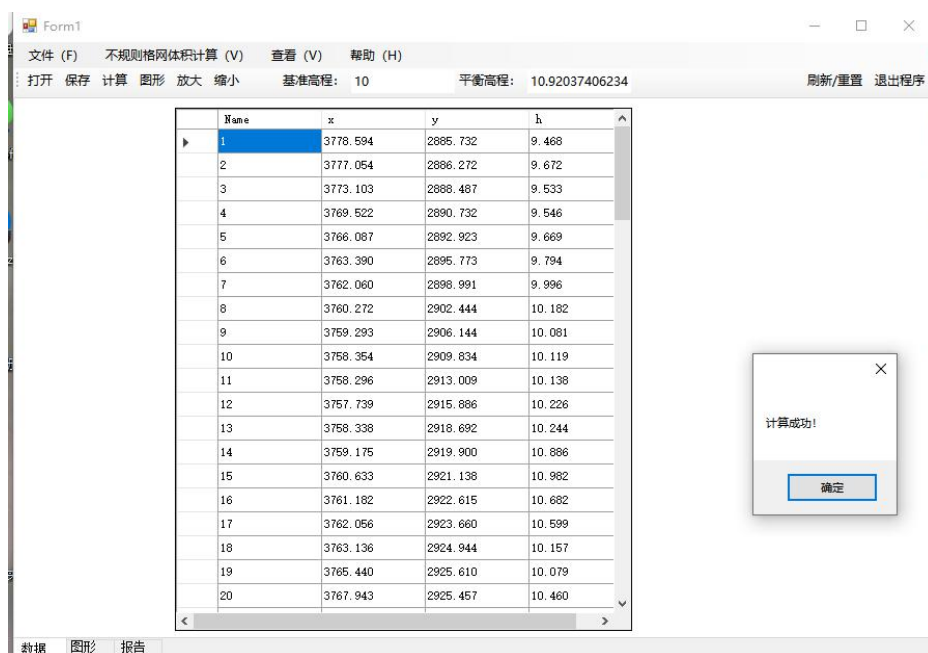 Form1
文件 (F) 不规则格网体积计算 (V) 查看 (V) 帮助 (H)
打开 保存 计算 图形 放大 缩小 基准高程: 10 平衡高程: 10.92037406234 刷新/重置 退出程序
Name x y h
1 3778.594 2885.732 9.468
2 3777.054 2886.272 9.672
3 3773.103 2888.487 9.533
4 3769.522 2890.732 9.546
5 3766.087 2892.923 9.669
6 3763.390 2895.773 9.794
7 3762.060 2898.991 9.996
8 3760.272 2902.444 10.182
9 3759.293 2906.144 10.081
10 3758.354 2909.834 10.119
11 3758.296 2913.009 10.138
12 3757.739 2915.886 10.226
13 3758.338 2918.692 10.244
14 3759.175 2919.900 10.886
15 3760.633 2921.138 10.982
16 3761.182 2922.615 10.682
17 3762.056 2923.660 10.599
18 3763.136 2924.944 10.157
19 3765.440 2925.610 10.079
20 3767.943 2925.457 10.460
计算成功!
确定
数据 图形 报告